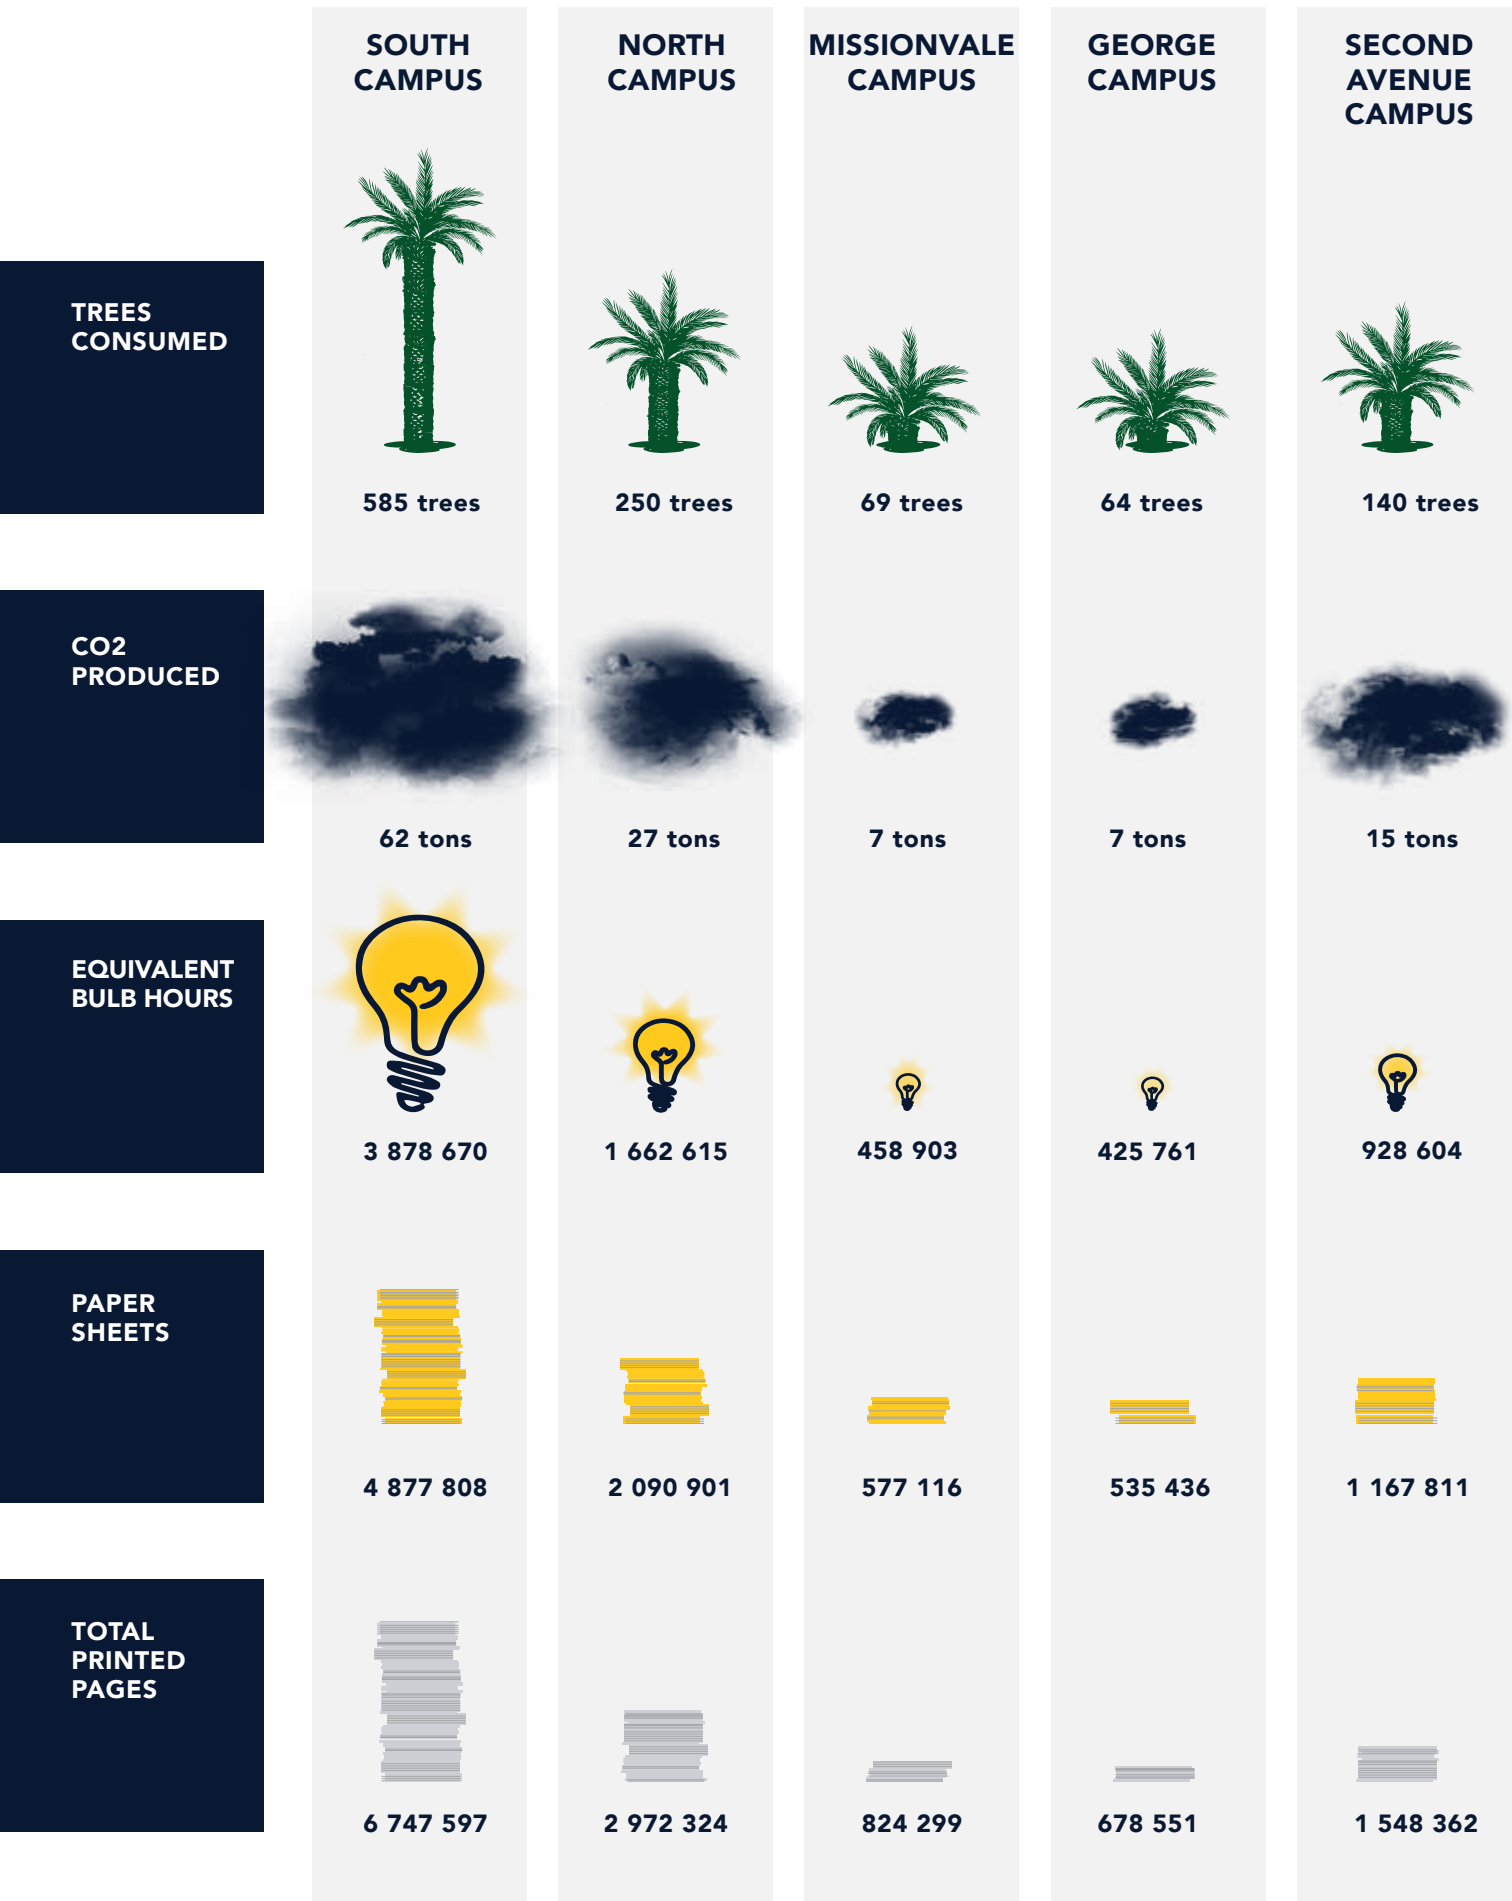 SOUTH
CAMPUS
NORTH
CAMPUS
MISSIONVALE
CAMPUS
GEORGE
CAMPUS
SECOND
AVENUE
CAMPUS
TREES
CONSUMED
585 trees
250 trees
69 trees
64 trees
140 trees
CO2
PRODUCED
62 tons
27 tons
7 tons
7 tons
15 tons
EQUIVALENT
BULB HOURS
3 878 670
1 662 615
458 903
425 761
928 604
PAPER
SHEETS
4 877 808
2 090 901
577 116
535 436
1 167 811
TOTAL
PRINTED
PAGES
6 747 597
2 972 324
824 299
678 551
1 548 362